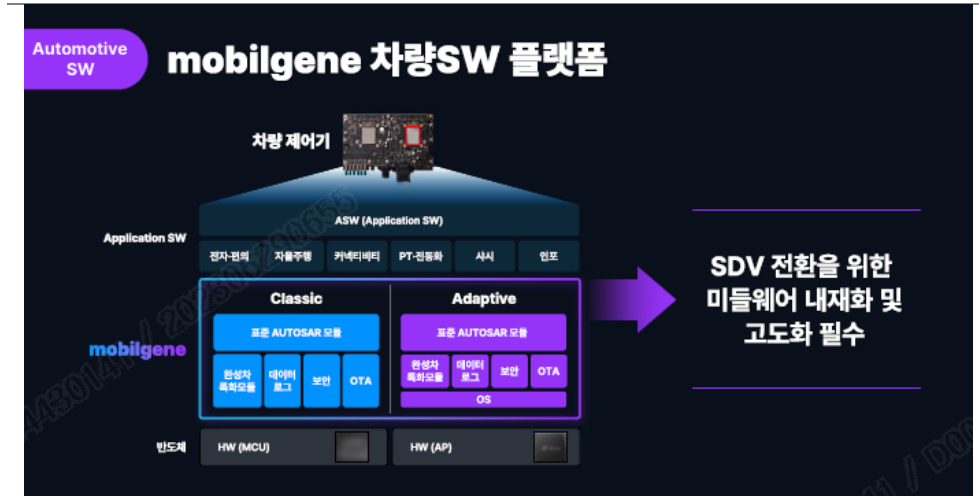 Automotive
SW
mobilgene 차량SW 플랫폼
차량 제어기
Application SW
ASW (Application SW)
전자·편의 자율주행 커넥티비티 PT·전동화 샤시 인포
mobilgene
Classic
표준 AUTOSAR 모듈
완성차
특화모듈
데이터
로그
보안
OTA
Adaptive
표준 AUTOSAR 모듈
완성차
특화모듈
데이터
로그
보안
OTA
OS
반도체
HW (MCU)
HW (AP)
SDV 전환을 위한
미들웨어 내재화 및
고도화 필수